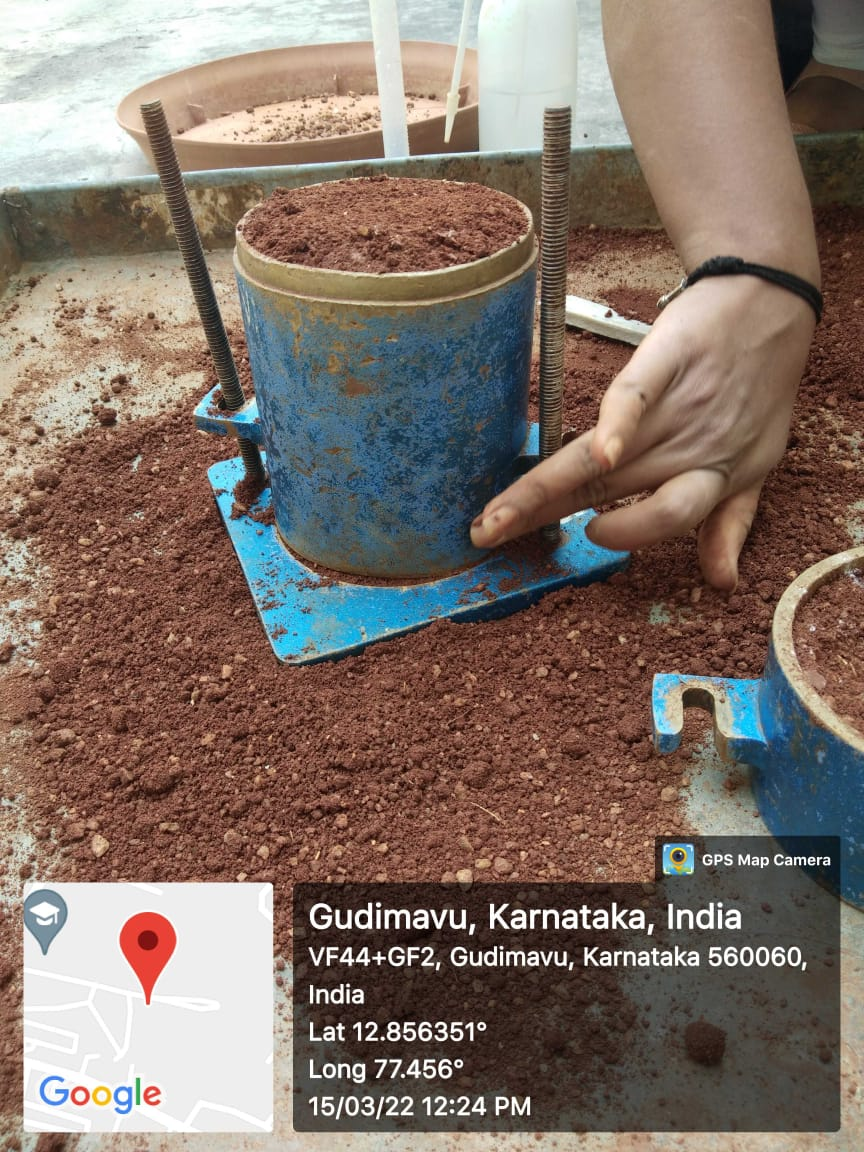 GPS Map Camera
Gudimavu, Karnataka, India
VF44+GF2, Gudimavu, Karnataka 560060,
India
Lat 12.856351°
Long 77.456°
15/03/22 12:24 PM
Google